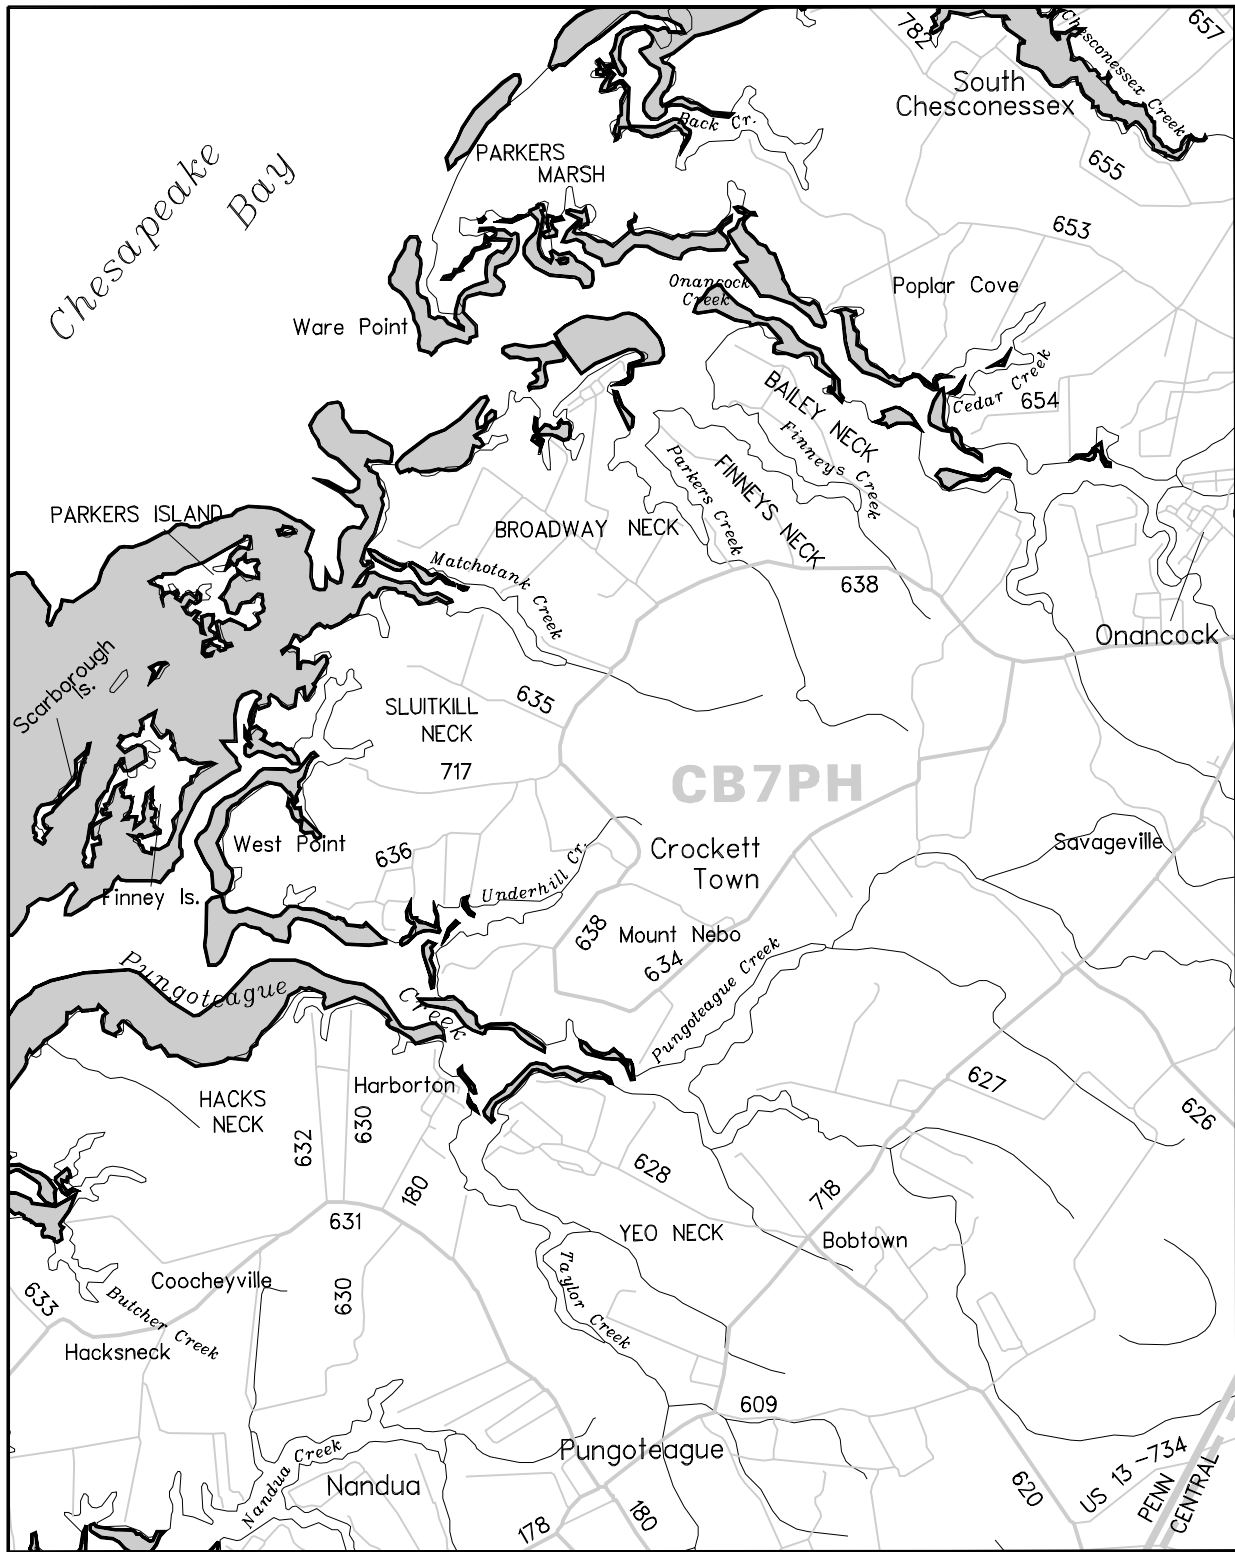 782
657
Chesconessex Creek
South
Chesconessex
Back Cr.
PARKERS
MARSH
655
Chesapeake
Bay
653
Onancock
Creek
Poplar Cove
Ware Point
Cedar Creek
654
BAILEY NECK
Finneys Creek
FINNEYS NECK
Parkers Creek
PARKERS ISLAND
BROADWAY NECK
Matchotank Creek
638
Onancock
Scarborough
Is.
635
SLUITKILL
NECK
717
CB7PH
West Point
636
Crockett
Town
Savageville
Underhill Cr.
Finney Is.
638
Mount Nebo
634
Pungoteague Creek
Pungoteague
Creek
Harborton
HACKS
NECK
632
630
180
628
627
626
718
631
YEO NECK
Bobtown
Coocheyville
630
Taylor Creek
633
Butcher Creek
Hacksneck
609
Pungoteague
Nandua Creek
Nandua
US 13 -734
PENN
CENTRAL
620
178
180